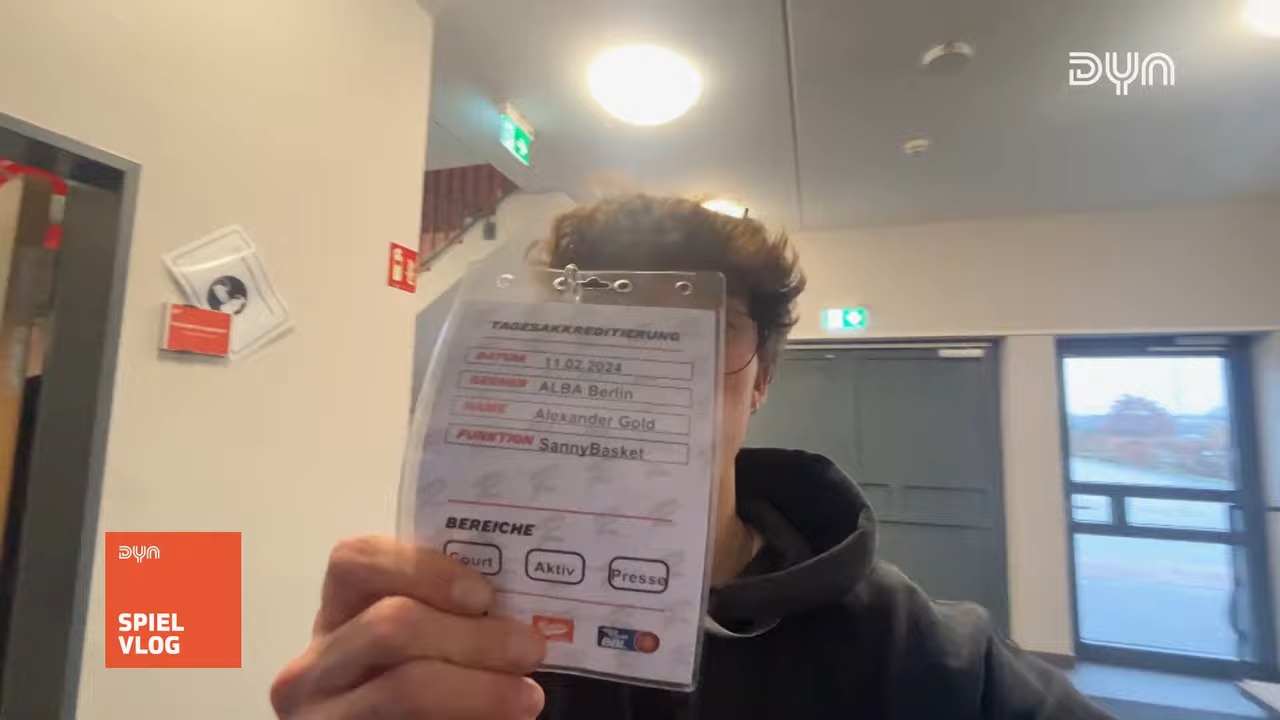 DYN
TAGESAKKREDITIERUNG
DATUM 11.02.2024
GEGNER ALBA Berlin
NAME Alexander Gold
FUNKTION SannyBasket
BEREICHE
Court Aktiv Presse
DYN
SPIEL
VLOG